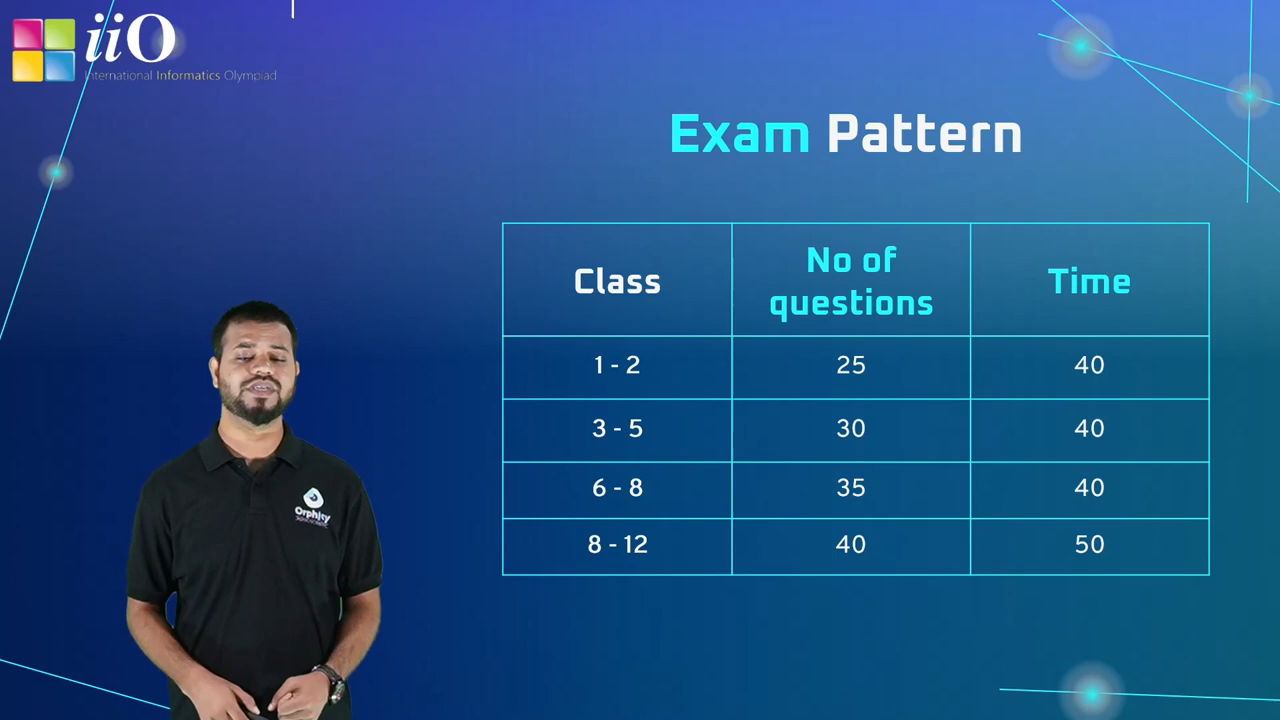 iiO
International Informatics Olympiad
Exam Pattern
Class
No of
questions
Time
1 - 2
25
40
3 - 5
30
40
6 - 8
35
40
8 - 12
40
50
Orphicy